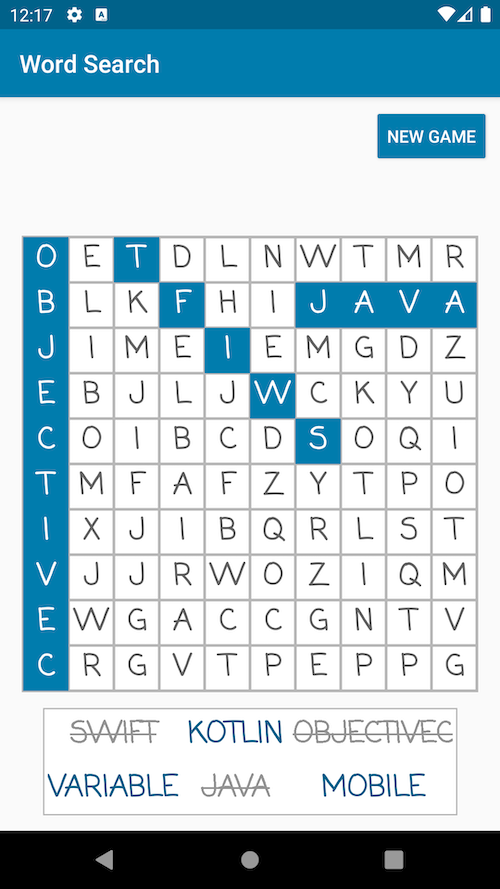 12:17 A
Word Search
NEW GAME
O E T D L N W T M R
B L K F H I J A V A
J I M E I E M G D Z
E B J L J W C K Y U
C O I B C D S O Q I
T M F A F Z Y T P O
I X J I B Q R L S T
V J J R W O Z I Q M
E W G A C C G N T V
C R G V T P E P P G
SWIFT KOTLIN OBJECTIVEC
VARIABLE JAVA MOBILE